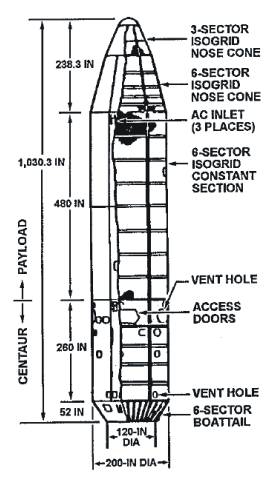 3-SECTOR
ISOGRID
NOSE CONE
238.3 IN
6-SECTOR
ISOGRID
NOSE CONE
AC INLET
(3 PLACES)
1,030.3 IN
6-SECTOR
ISOGRID
CONSTANT
SECTION
480 IN
PAYLOAD
VENT HOLE
ACCESS
DOORS
CENTAUR
260 IN
VENT HOLE
52 IN
6-SECTOR
BOATTAIL
120-IN
DIA
200-IN DIA